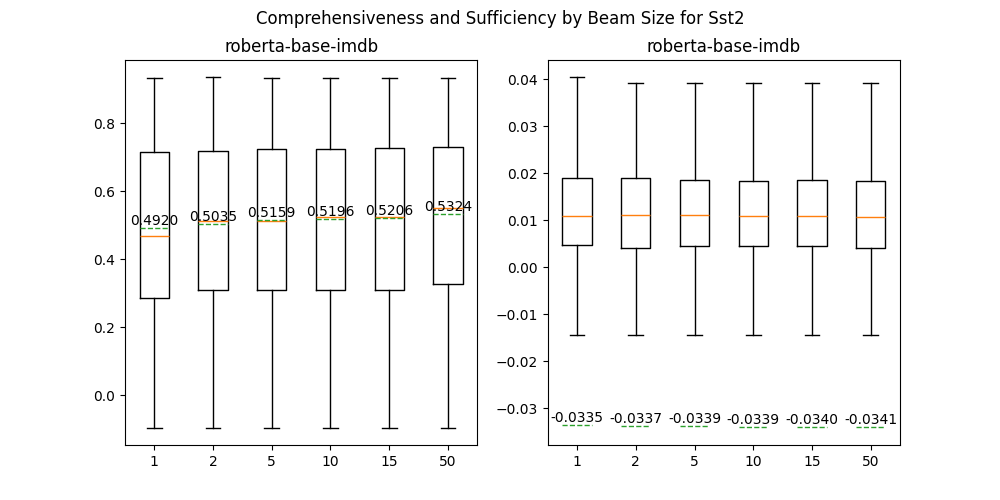 Comprehensiveness and Sufficiency by Beam Size for Sst2
roberta-base-imdb
0.8
0.6
0.4
0.2
0.0
0.4920 0.5035 0.5159 0.5196 0.5206 0.5324
1 2 5 10 15 50
roberta-base-imdb
0.04
0.03
0.02
0.01
0.00
−0.01
−0.02
−0.03
-0.0335 -0.0337 -0.0339 -0.0339 -0.0340 -0.0341
1 2 5 10 15 50